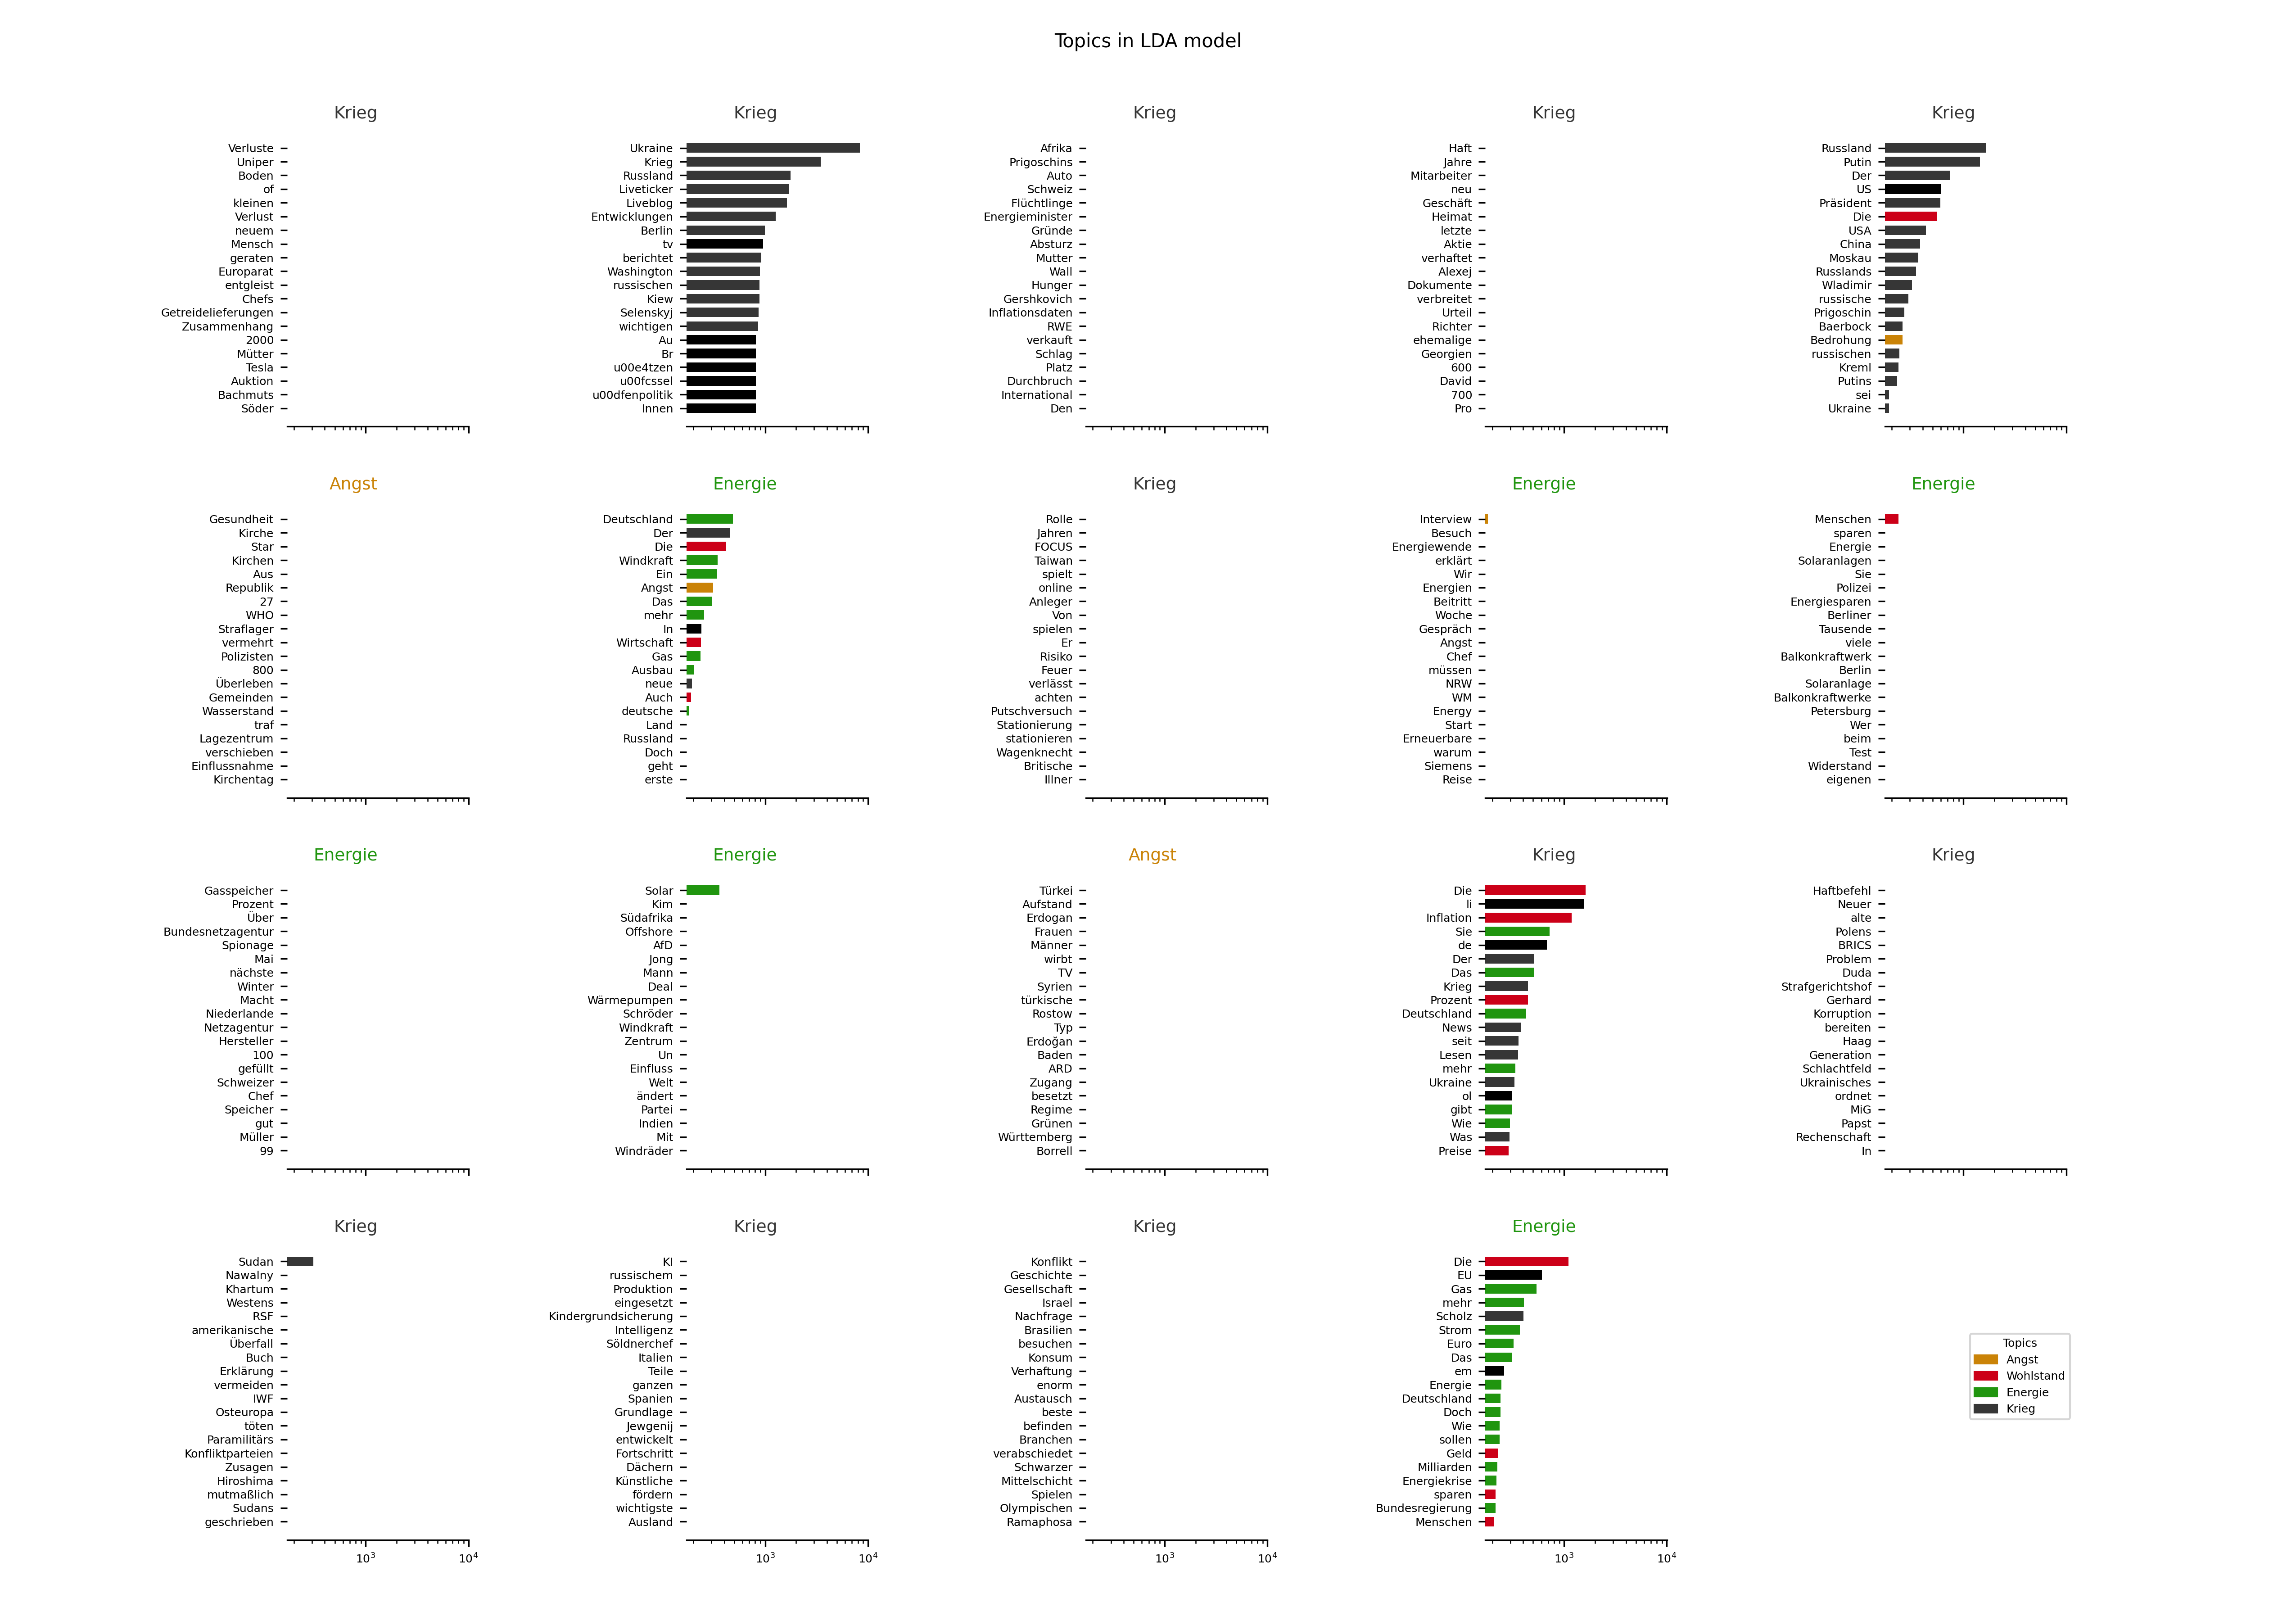 Topics in LDA model
Krieg
Verluste
Uniper
Boden
of
kleinen
Verlust
neuem
Mensch
geraten
Europarat
entgleist
Chefs
Getreidelieferungen
Zusammenhang
2000
Mütter
Tesla
Auktion
Bachmuts
Söder
Krieg
Ukraine
Krieg
Russland
Liveticker
Liveblog
Entwicklungen
Berlin
tv
berichtet
Washington
russischen
Kiew
Selenskyj
wichtigen
Au
Br
u00e4tzen
u00fcssel
u00dfenpolitik
Innen
Krieg
Afrika
Prigoschins
Auto
Schweiz
Flüchtlinge
Energieminister
Gründe
Absturz
Mutter
Wall
Hunger
Gershkovich
Inflationsdaten
RWE
verkauft
Schlag
Platz
Durchbruch
International
Den
Krieg
Haft
Jahre
Mitarbeiter
neu
Geschäft
Heimat
letzte
Aktie
verhaftet
Alexej
Dokumente
verbreitet
Urteil
Richter
ehemalige
Georgien
600
David
700
Pro
Krieg
Russland
Putin
Der
US
Präsident
Die
USA
China
Moskau
Russlands
Wladimir
russische
Prigoschin
Baerbock
Bedrohung
russischen
Kreml
Putins
sei
Ukraine
Angst
Gesundheit
Kirche
Star
Kirchen
Aus
Republik
27
WHO
Straflager
vermehrt
Polizisten
800
Überleben
Gemeinden
Wasserstand
traf
Lagezentrum
verschieben
Einflussnahme
Kirchentag
Energie
Deutschland
Der
Die
Windkraft
Ein
Angst
Das
mehr
In
Wirtschaft
Gas
Ausbau
neue
Auch
deutsche
Land
Russland
Doch
geht
erste
Krieg
Rolle
Jahren
FOCUS
Taiwan
spielt
online
Anleger
Von
spielen
Er
Risiko
Feuer
verlässt
achten
Putschversuch
Stationierung
stationieren
Wagenknecht
Britische
Illner
Energie
Interview
Besuch
Energiewende
erklärt
Wir
Energien
Beitritt
Woche
Gespräch
Angst
Chef
müssen
NRW
WM
Energy
Start
Erneuerbare
warum
Siemens
Reise
Energie
Menschen
sparen
Energie
Solaranlagen
Sie
Polizei
Energiesparen
Berliner
Tausende
viele
Balkonkraftwerk
Berlin
Solaranlage
Balkonkraftwerke
Petersburg
Wer
beim
Test
Widerstand
eigenen
Energie
Gasspeicher
Prozent
Über
Bundesnetzagentur
Spionage
Mai
nächste
Winter
Macht
Niederlande
Netzagentur
Hersteller
100
gefüllt
Schweizer
Chef
Speicher
gut
Müller
99
Energie
Solar
Kim
Südafrika
Offshore
AfD
Jong
Mann
Deal
Wärmepumpen
Schröder
Windkraft
Zentrum
Un
Einfluss
Welt
ändert
Partei
Indien
Mit
Windräder
Angst
Türkei
Aufstand
Erdogan
Frauen
Männer
wirbt
TV
Syrien
türkische
Rostow
Typ
Erdoğan
Baden
ARD
Zugang
besetzt
Regime
Grünen
Württemberg
Borrell
Krieg
Die
li
Inflation
Sie
de
Der
Das
Krieg
Prozent
Deutschland
News
seit
Lesen
mehr
Ukraine
ol
gibt
Wie
Was
Preise
Krieg
Haftbefehl
Neuer
alte
Polens
BRICS
Problem
Duda
Strafgerichtshof
Gerhard
Korruption
bereiten
Haag
Generation
Schlachtfeld
Ukrainisches
ordnet
MiG
Papst
Rechenschaft
In
Krieg
Sudan
Nawalny
Khartum
Westens
RSF
amerikanische
Überfall
Buch
Erklärung
vermeiden
IWF
Osteuropa
töten
Paramilitärs
Konfliktparteien
Zusagen
Hiroshima
mutmaßlich
Sudans
geschrieben
10³ 10⁴
Krieg
KI
russischem
Produktion
eingesetzt
Kindergrundsicherung
Intelligenz
Söldnerchef
Italien
Teile
ganzen
Spanien
Grundlage
Jewgenij
entwickelt
Fortschritt
Dächern
Künstliche
fördern
wichtigste
Ausland
10³ 10⁴
Krieg
Konflikt
Geschichte
Gesellschaft
Israel
Nachfrage
Brasilien
besuchen
Konsum
Verhaftung
enorm
Austausch
beste
befinden
Branchen
verabschiedet
Schwarzer
Mittelschicht
Spielen
Olympischen
Ramaphosa
10³ 10⁴
Energie
Die
EU
Gas
mehr
Scholz
Strom
Euro
Das
em
Energie
Deutschland
Doch
Wie
sollen
Geld
Milliarden
Energiekrise
sparen
Bundesregierung
Menschen
10³ 10⁴
Topics
Angst
Wohlstand
Energie
Krieg